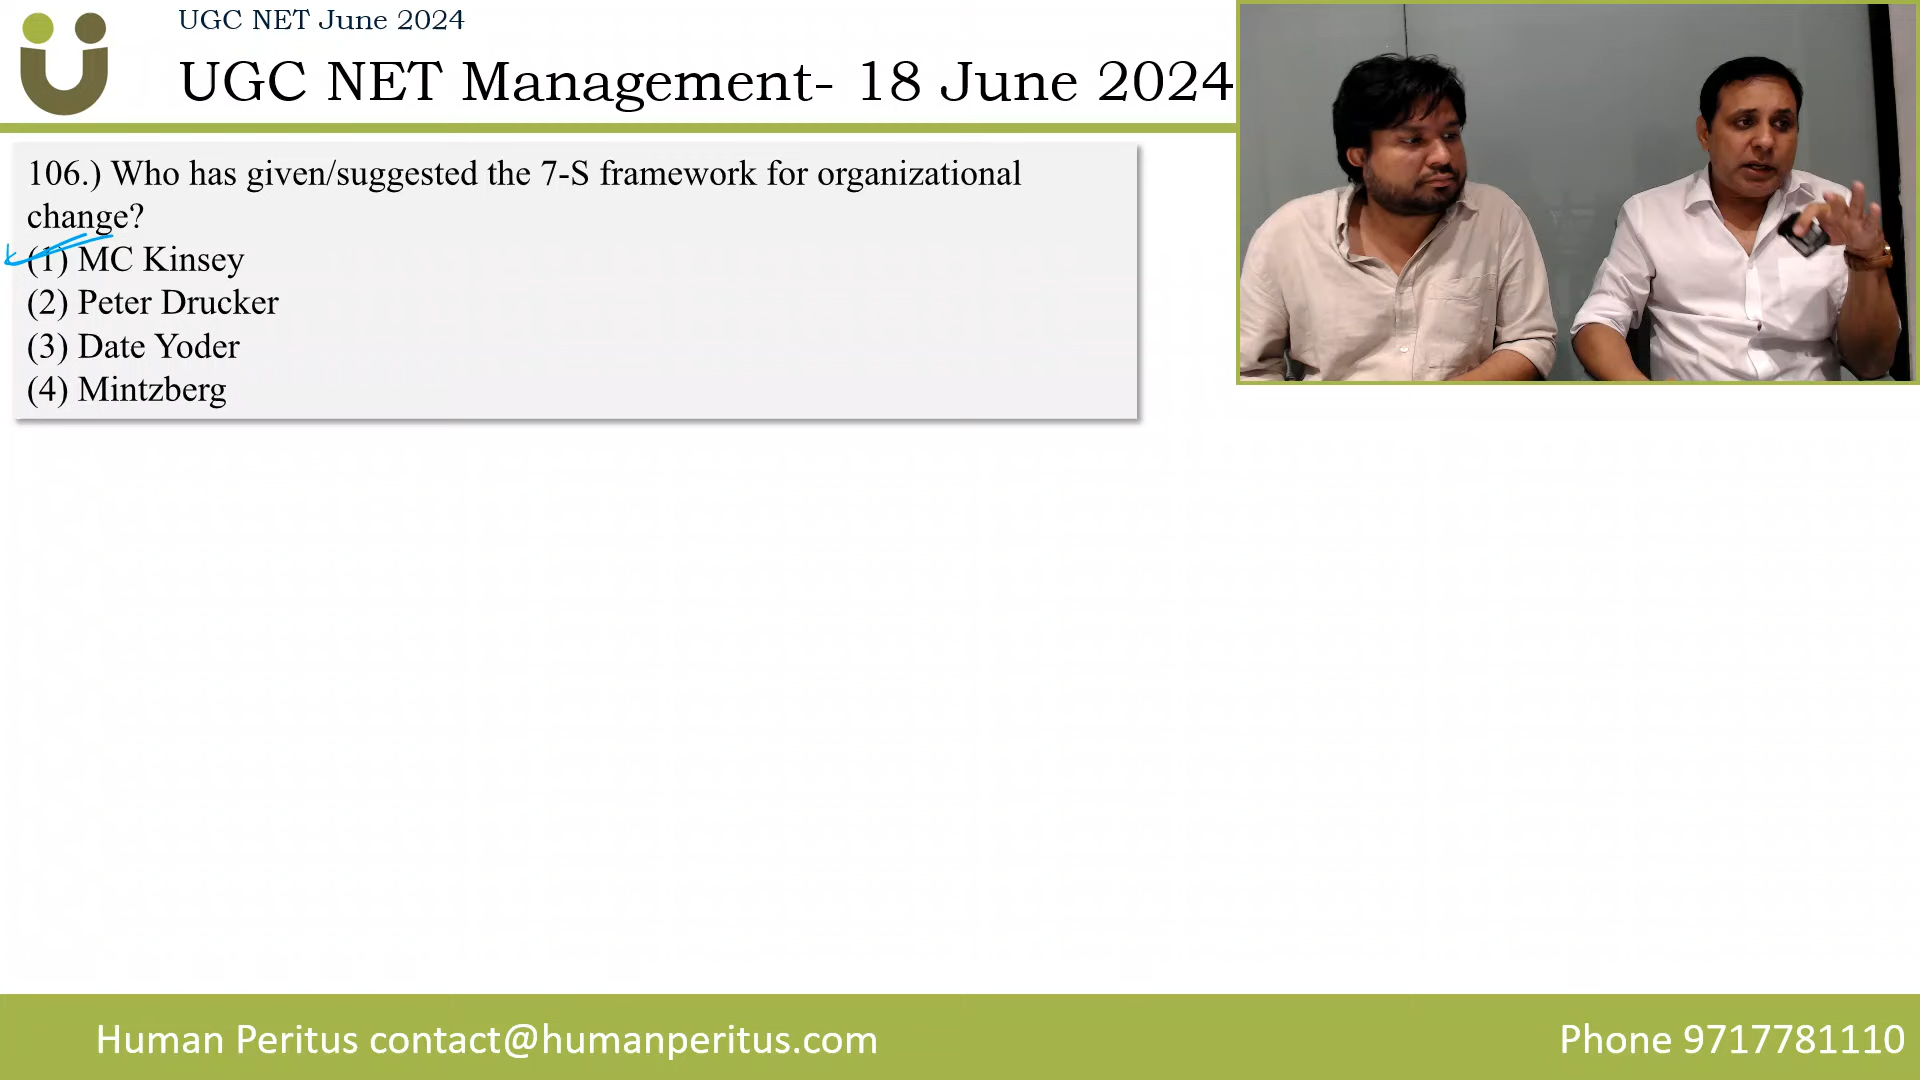 UGC NET June 2024
UGC NET Management- 18 June 2024
106.) Who has given/suggested the 7-S framework for organizational
change?
(1) MC Kinsey
(2) Peter Drucker
(3) Date Yoder
(4) Mintzberg
Human Peritus contact@humanperitus.com
Phone 9717781110